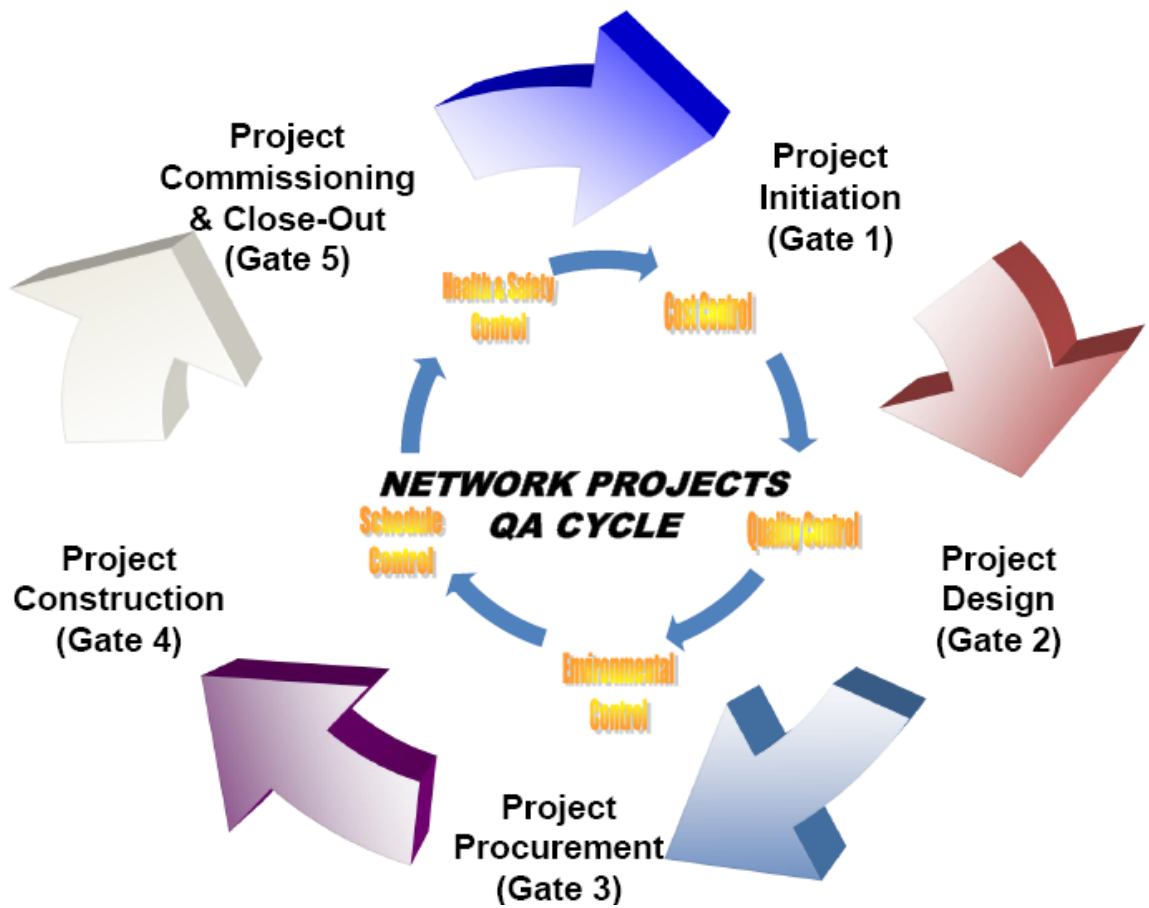 Project
Commissioning
& Close-Out
(Gate 5)
Project
Initiation
(Gate 1)
Health & Safety
Control
Cost Control
NETWORK PROJECTS
QA CYCLE
Schedule
Control
Quality Control
Project
Construction
(Gate 4)
Project
Design
(Gate 2)
Environmental
Control
Project
Procurement
(Gate 3)